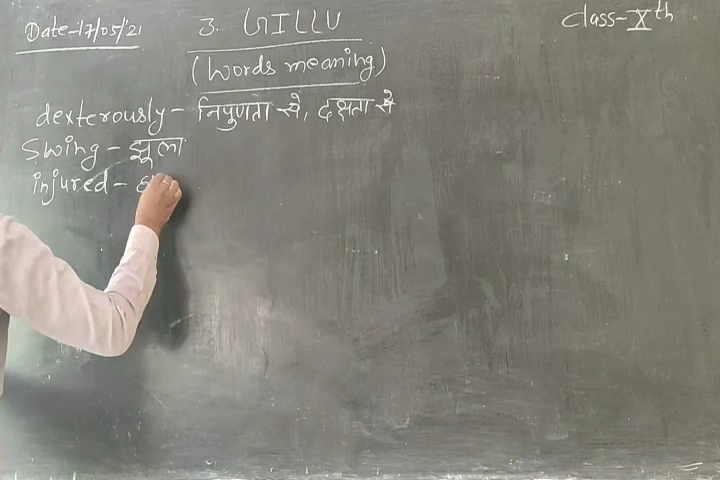 Date-17/05/21
3. GILLU
Class-Xth
(Words meaning)
dexterously - निपुणता से, दक्षता से
Swing - झूला
injured - घ